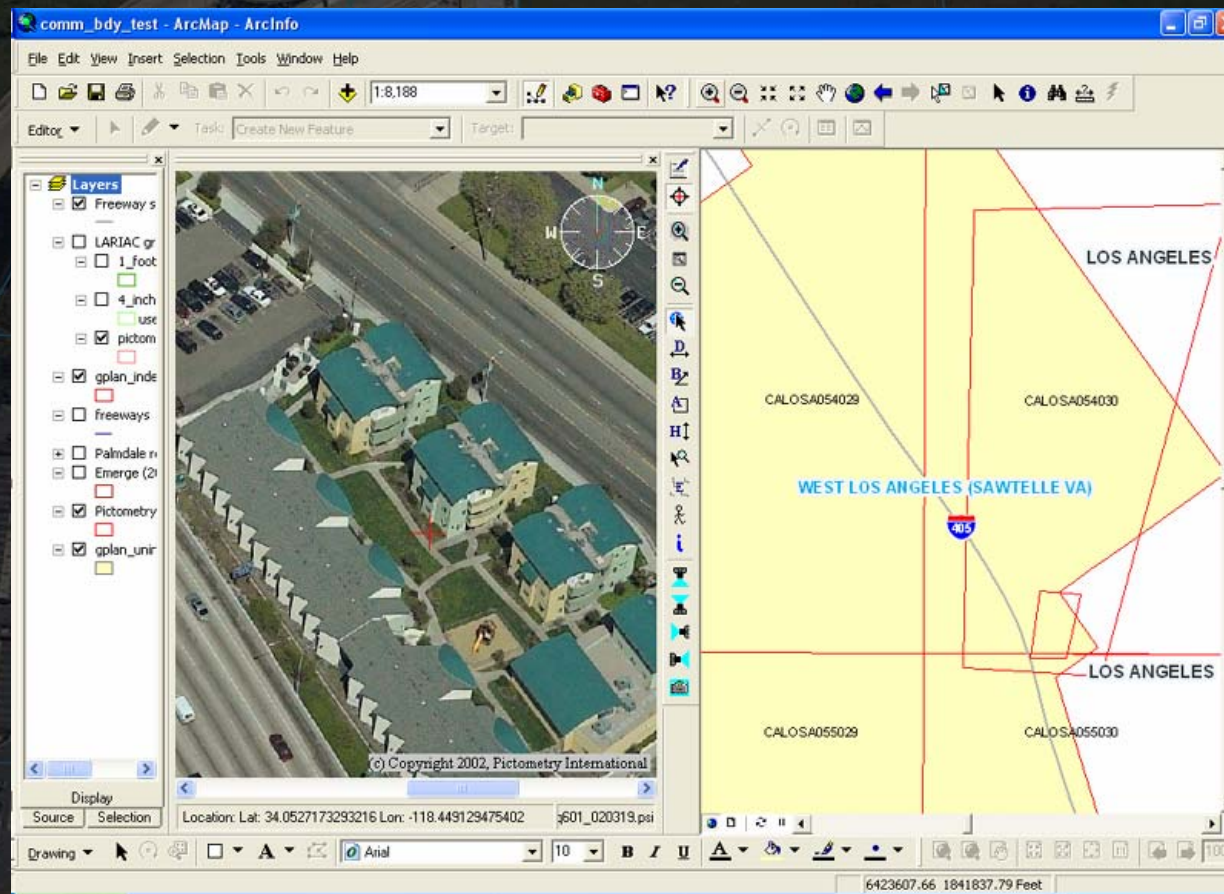 comm_bdy_test - ArcMap - ArcInfo
File Edit View Insert Selection Tools Window Help
1:8,188
Editor Task: Create New Feature Target:
Layers
Freeway s
LARIAC gr
1_foot
4_inch
use
pictom
gplan_inde
freeways
Palmdale r
Emerge (2
Pictometry
gplan_unir
Display
Source Selection
N
W E
S
(c) Copyright 2002, Pictometry International
Location: Lat: 34.0527173293216 Lon: -118.449129475402 601_020319.psi
D
B
A
H
E
i
LOS ANGELES
CALOSA054029
CALOSA054030
WEST LOS ANGELES (SAWTELLE VA)
405
LOS ANGELES
CALOSA055029
CALOSA055030
Drawing A Arial 10 B I U A
6423607.66 1841837.79 Feet